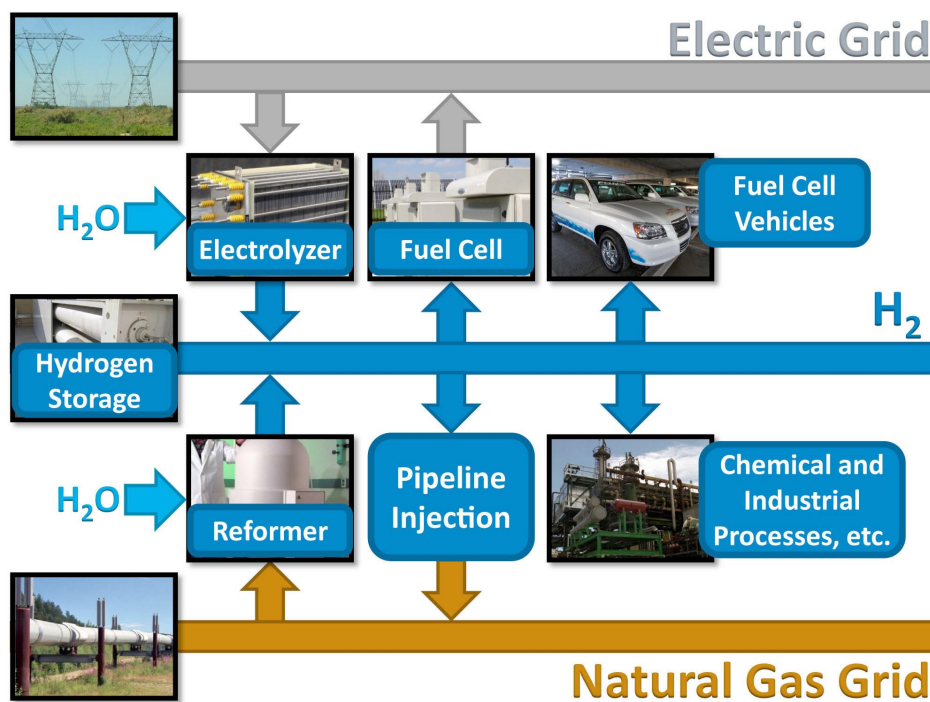 Electric Grid
H₂O
Electrolyzer
Fuel Cell
Fuel Cell
Vehicles
H₂
Hydrogen
Storage
H₂O
Reformer
Pipeline
Injection
Chemical and
Industrial
Processes, etc.
Natural Gas Grid